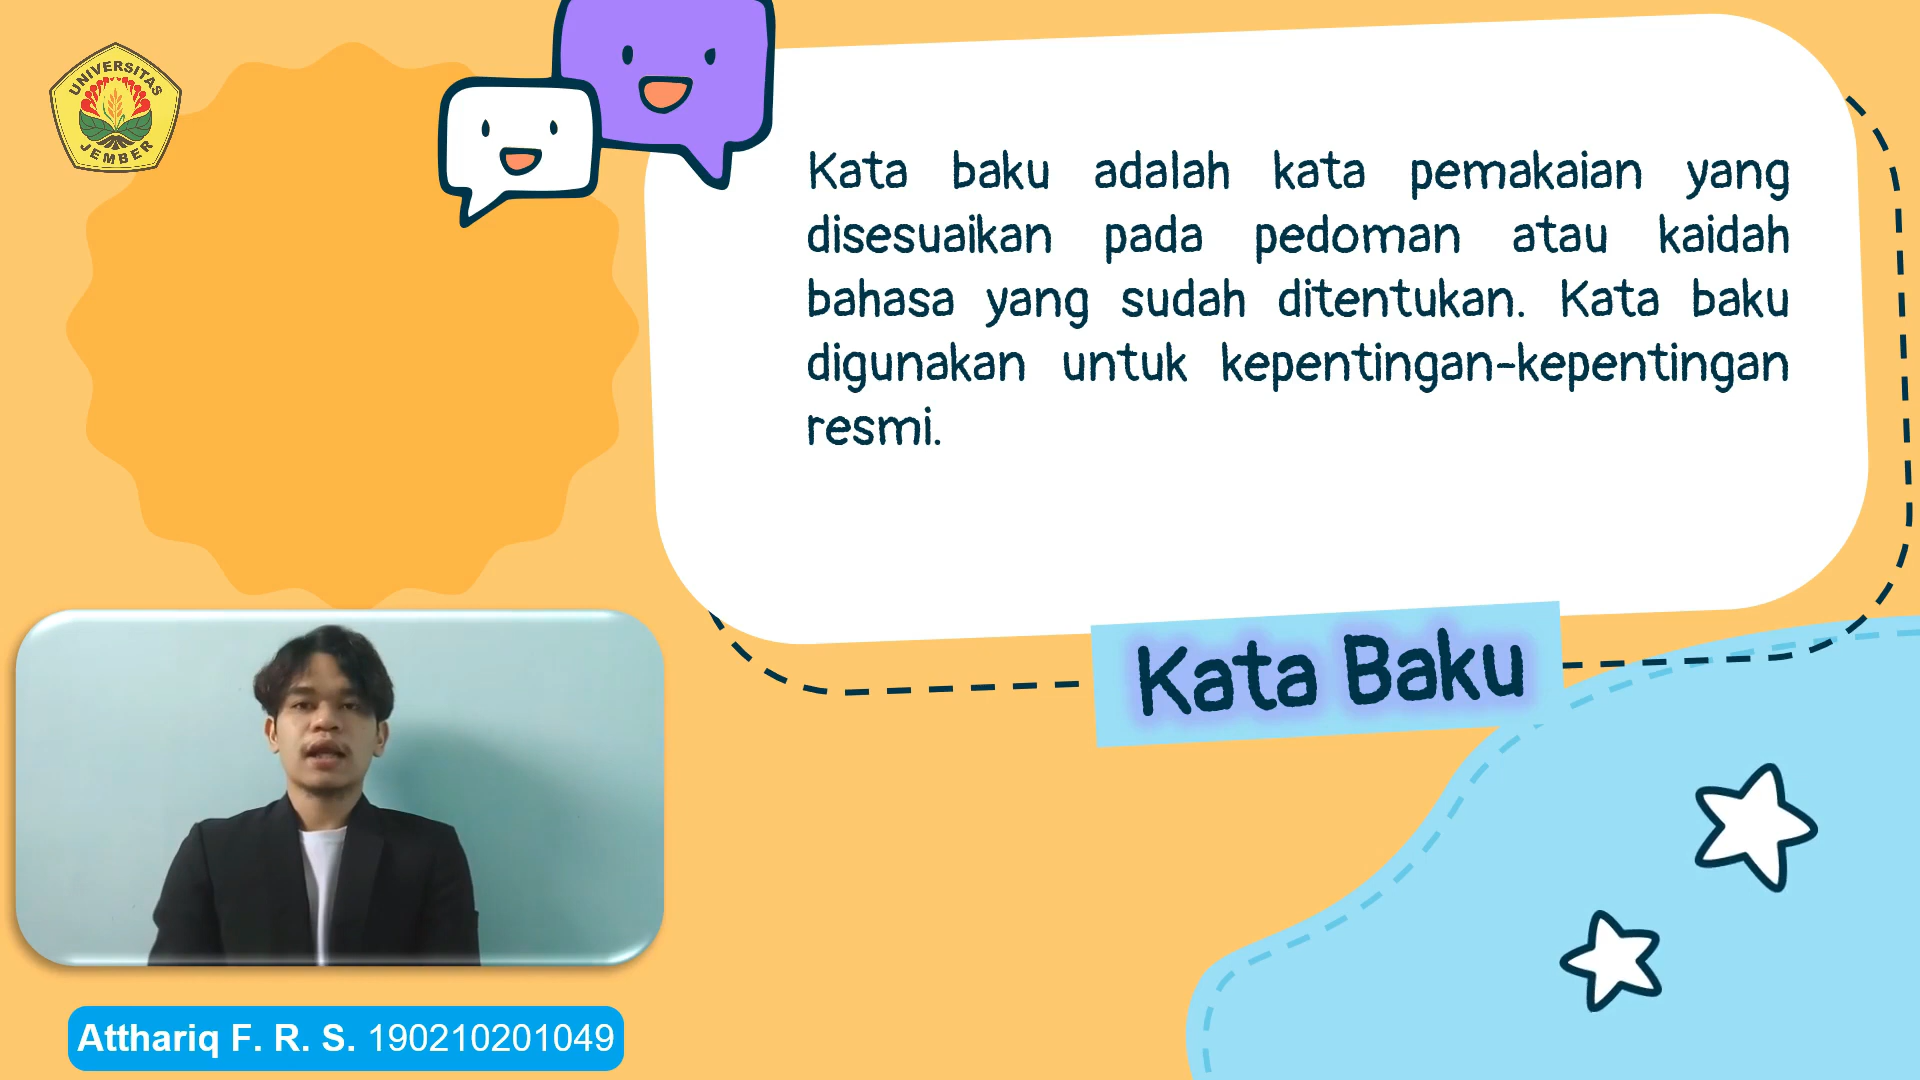 UNIVERSITAS
JEMBER
Kata baku adalah kata pemakaian yang
disesuaikan pada pedoman atau kaidah
bahasa yang sudah ditentukan. Kata baku
digunakan untuk kepentingan-kepentingan
resmi.
Kata Baku
Atthariq F. R. S. 190210201049